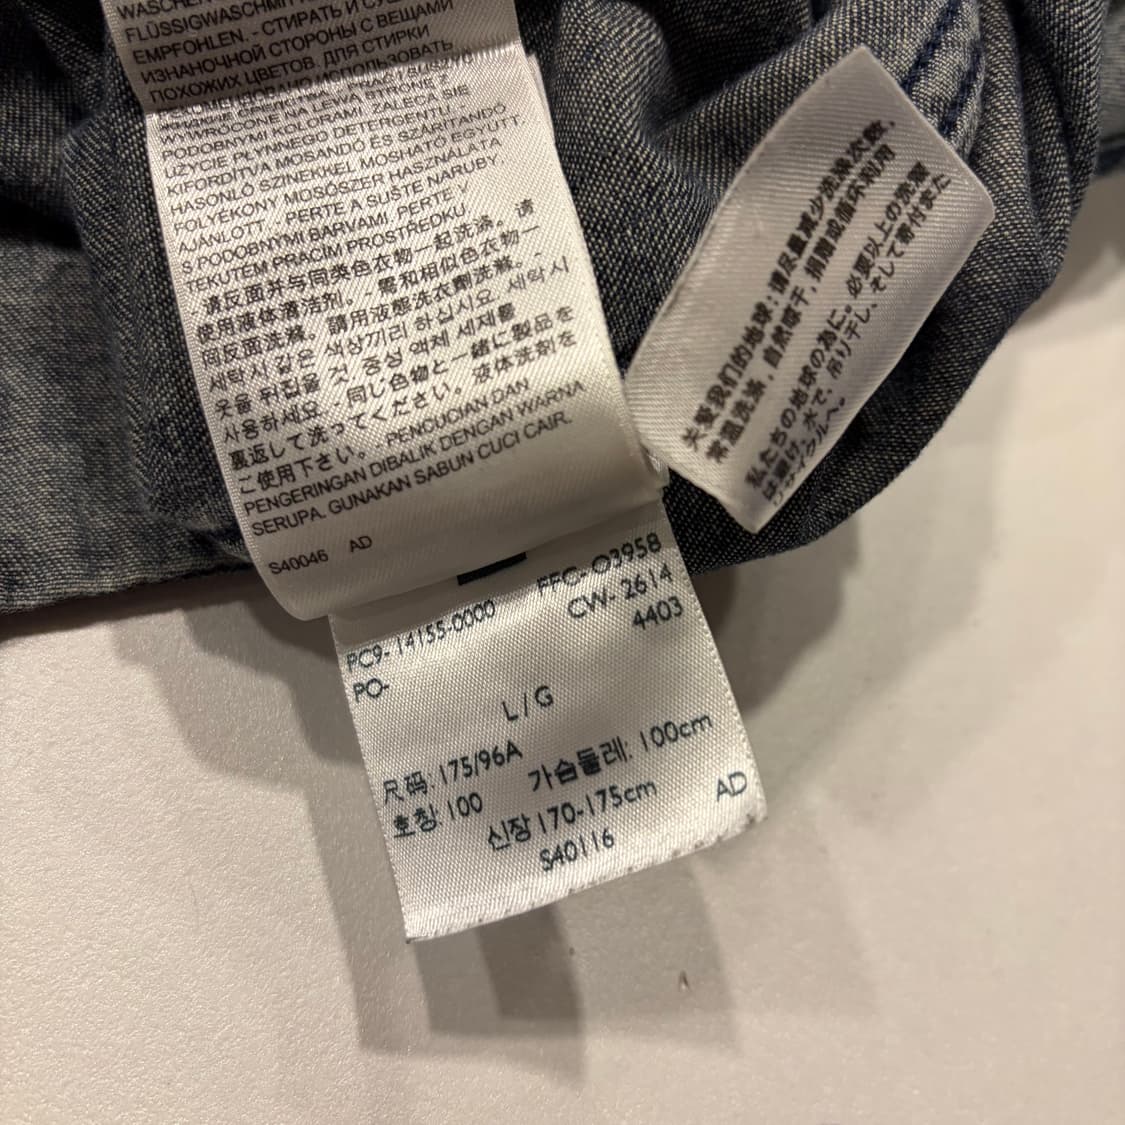 WASCHEN
FLÜSSIGWASCHMIT
EMPFOHLEN. - СТИРАТЬ И СУ
ИЗНАНОЧНОЙ СТОРОНЫ С ВЕЩАМИ
ПОХОЖИХ ЦВЕТОВ. ДЛЯ СТИРКИ
ИСПОЛЬЗОВАТЬ
WYWRÓCONE NA LEWĄ STRONĘ Z
PODOBNYMI KOLORAMI. ZALECA SIĘ
UŻYCIE PŁYNNEGO DETERGENTU. -
KIFORDÍTVA MOSANDÓ ÉS SZÁRÍTANDÓ
HASONLÓ SZÍNEKKEL. MOSHATÓ EGYÜTT
FOLYÉKONY MOSÓSZER HASZNÁLATA
AJÁNLOTT. - PERTE A SUŠTE NARUBY
S PODOBNÝMI BARVAMI. PERTE V
TEKUTÉM PRACÍM PROSTŘEDKU.
- 请反面并与同类色衣物一起洗涤。请
使用液体清洁剂。- 需和相似色衣物一
同反面洗滌。請用液態洗衣劑洗滌。-
세탁시 같은 색상끼리 하십시오. 세탁시
옷을 뒤집을 것. 중성 액체 세제를
사용하세요. - 同じ色物と一緒に製品を
裏返して洗ってください。液体洗剤を
ご使用下さい。- PENCUCIAN DAN
PENGERINGAN DIBALIK DENGAN WARNA
SERUPA. GUNAKAN SABUN CUCI CAIR.
S40046 AD
关爱我们的地球：请尽量减少洗涤次数，
常温洗涤，自然晾干，捐赠或循环利用
私たちの地球の為に。必要以上の洗濯
は避け、水で、吊り干し、そして寄付また
リサイクルへ。
PC9-14155-0000 FFC-O3958
PO- CW- 2614
4403
L / G
尺码: 175/96A 가슴둘레: 100cm
호칭 100 신장 170-175cm AD
S40116